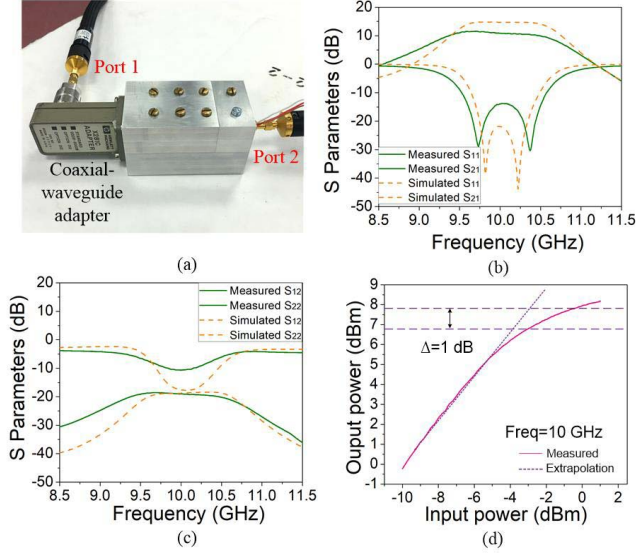 Port 1
X281C
ADAPTER
Port 2
Coaxial-
waveguide
adapter
(a)
S Parameters (dB)
20
10
0
-10
-20
-30
-40
-50
Measured S11
Measured S21
Simulated S11
Simulated S21
8.5 9.0 9.5 10.0 10.5 11.0 11.5
Frequency (GHz)
(b)
S Parameters (dB)
20
10
0
-10
-20
-30
-40
-50
Measured S12
Measured S22
Simulated S12
Simulated S22
8.5 9.0 9.5 10.0 10.5 11.0 11.5
Frequency (GHz)
(c)
Ouput power (dBm)
9
8
7
6
5
4
3
2
1
0
-1
Δ=1 dB
Freq=10 GHz
Measured
Extrapolation
-10 -8 -6 -4 -2 0 2
Input power (dBm)
(d)